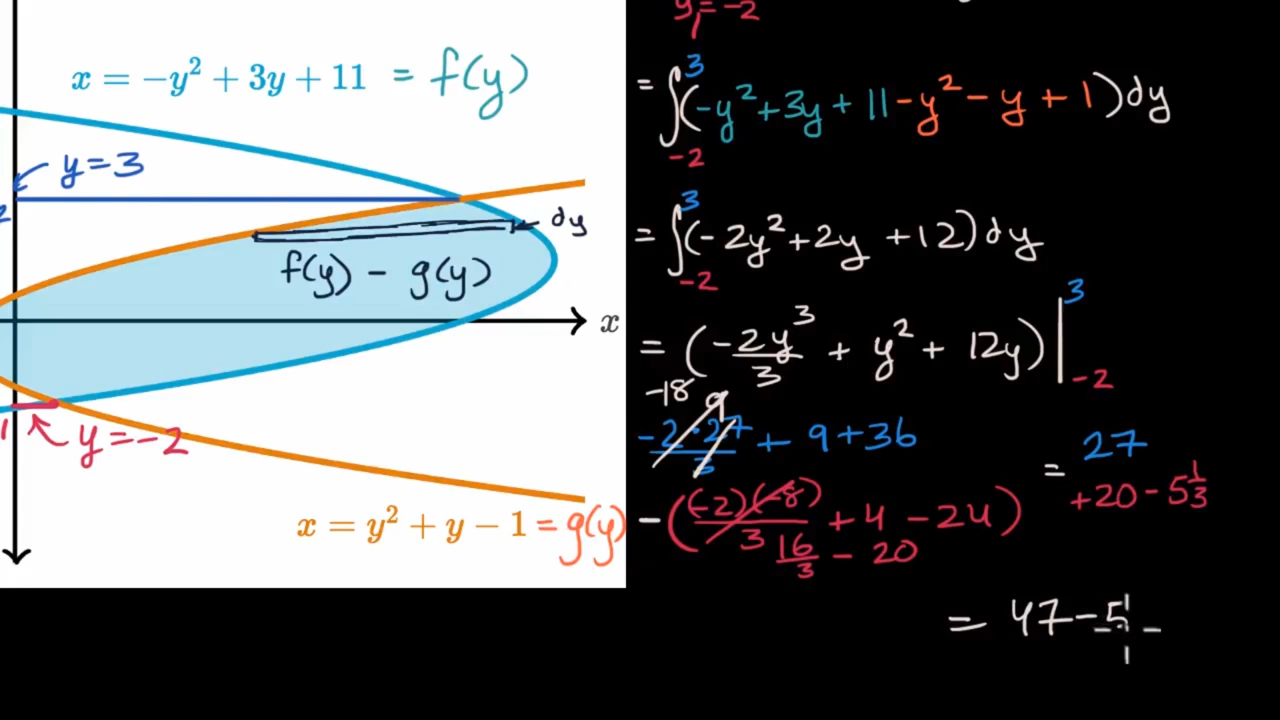 x = −y² + 3y + 11 = f(y)
y = 3
dy
f(y) − g(y)
x
y = −2
x = y² + y − 1 = g(y)
y₁ = −2
= ∫₋₂³ (−y² + 3y + 11 − y² − y + 1) dy
= ∫₋₂³ (−2y² + 2y + 12) dy
= (−2y³/3 + y² + 12y) |₋₂³
−18 9
−2·27/3 + 9 + 36
− ((−2)(−8)/3 + 4 − 24)
16/3 − 20
= 27
+20 − 5 1/3
= 47 − 5